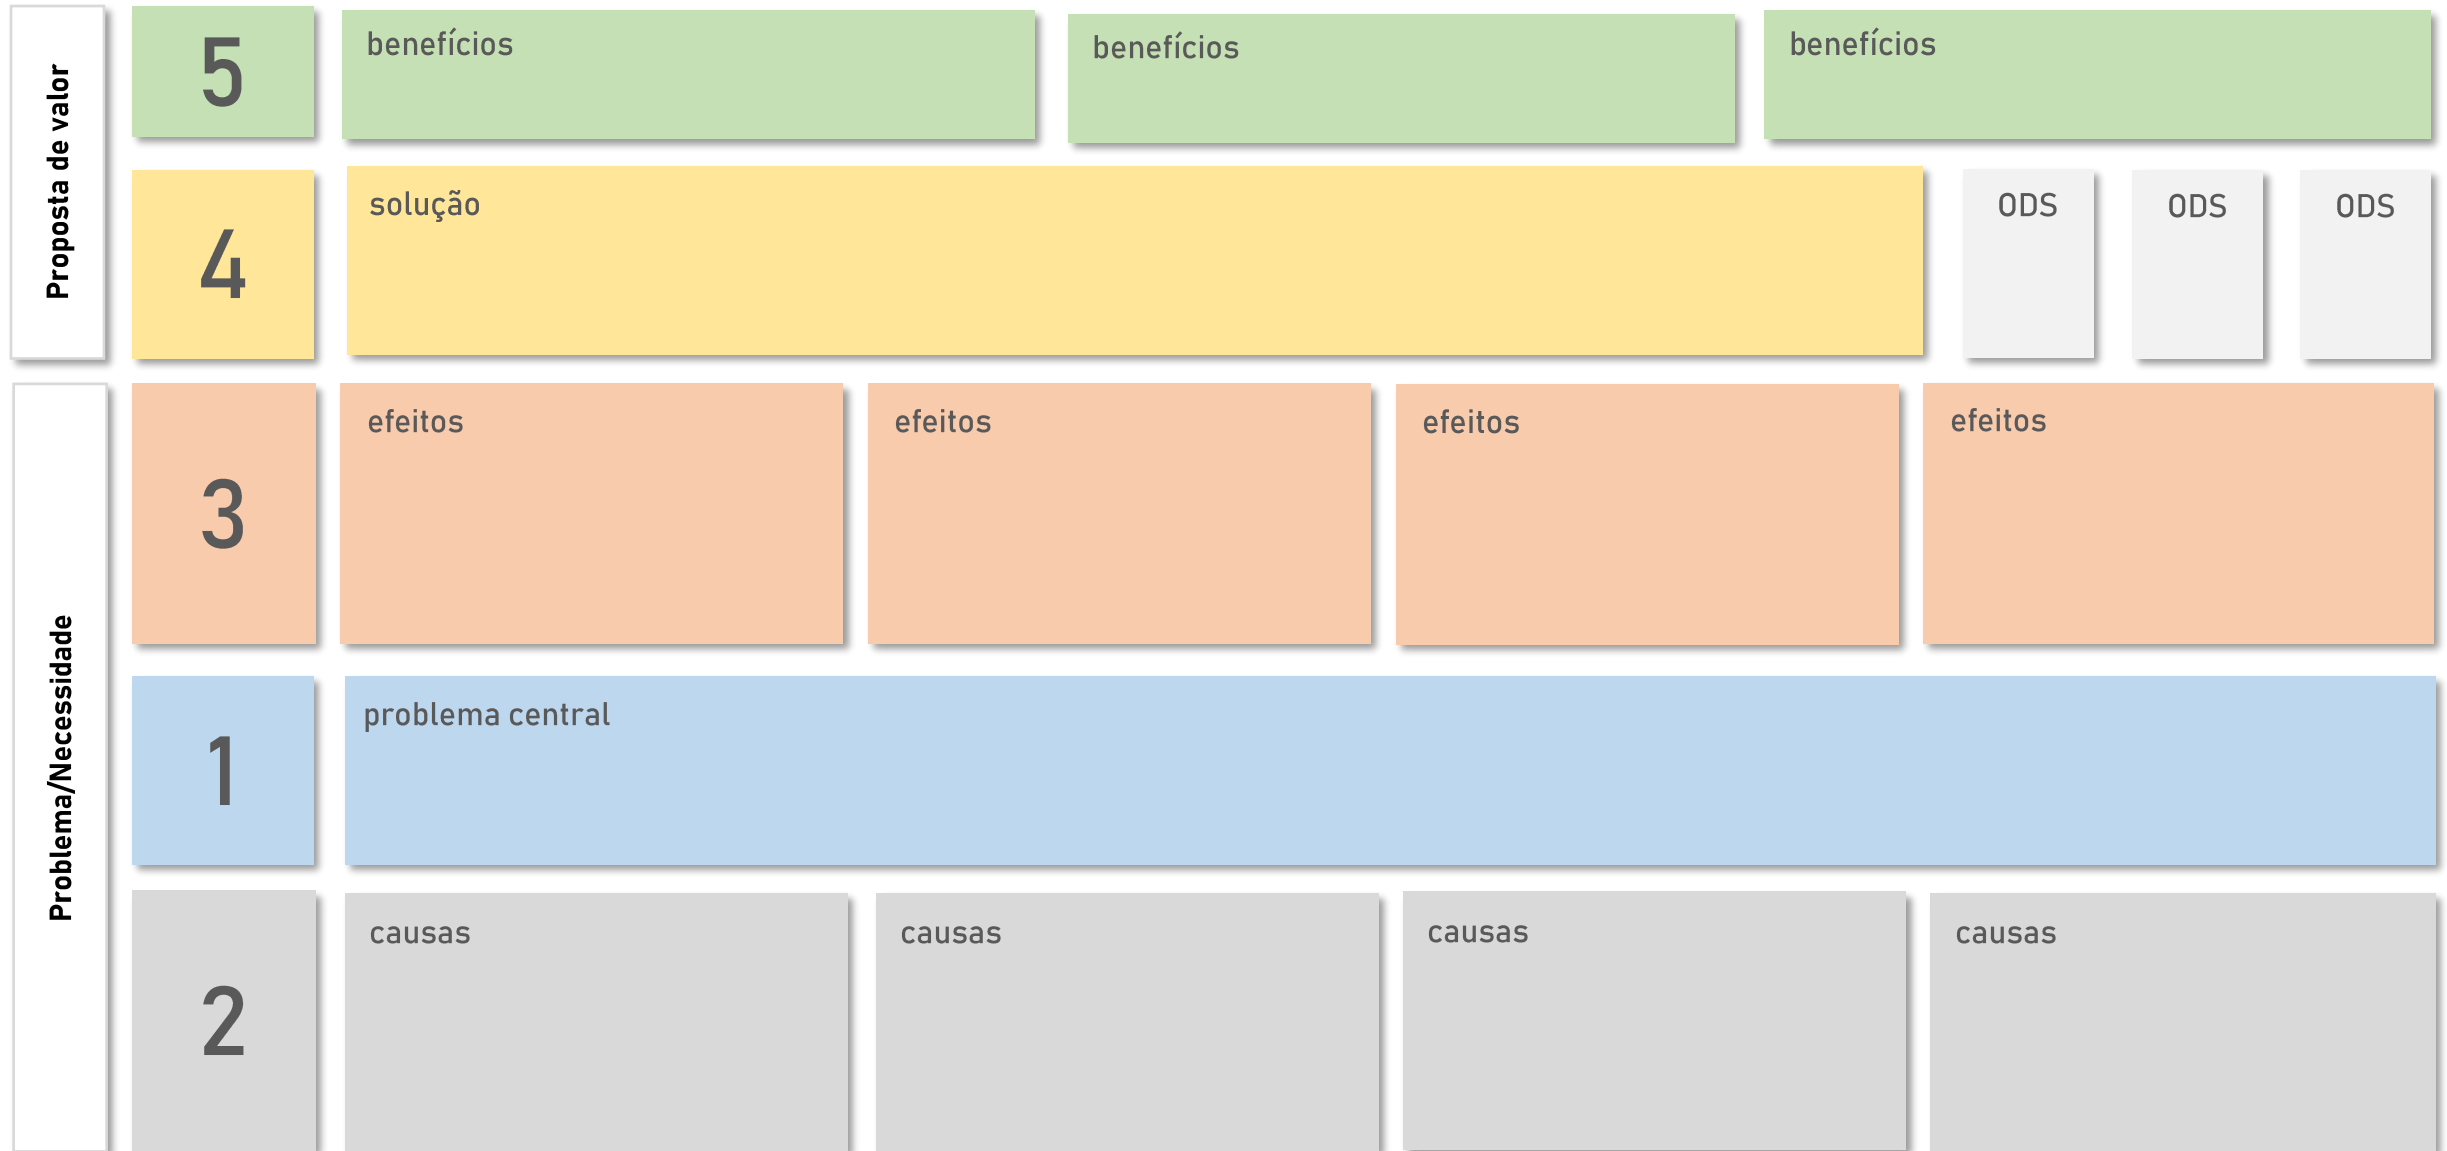 Proposta de valor
5
benefícios
benefícios
benefícios
4
solução
ODS
ODS
ODS
Problema/Necessidade
3
efeitos
efeitos
efeitos
efeitos
1
problema central
2
causas
causas
causas
causas